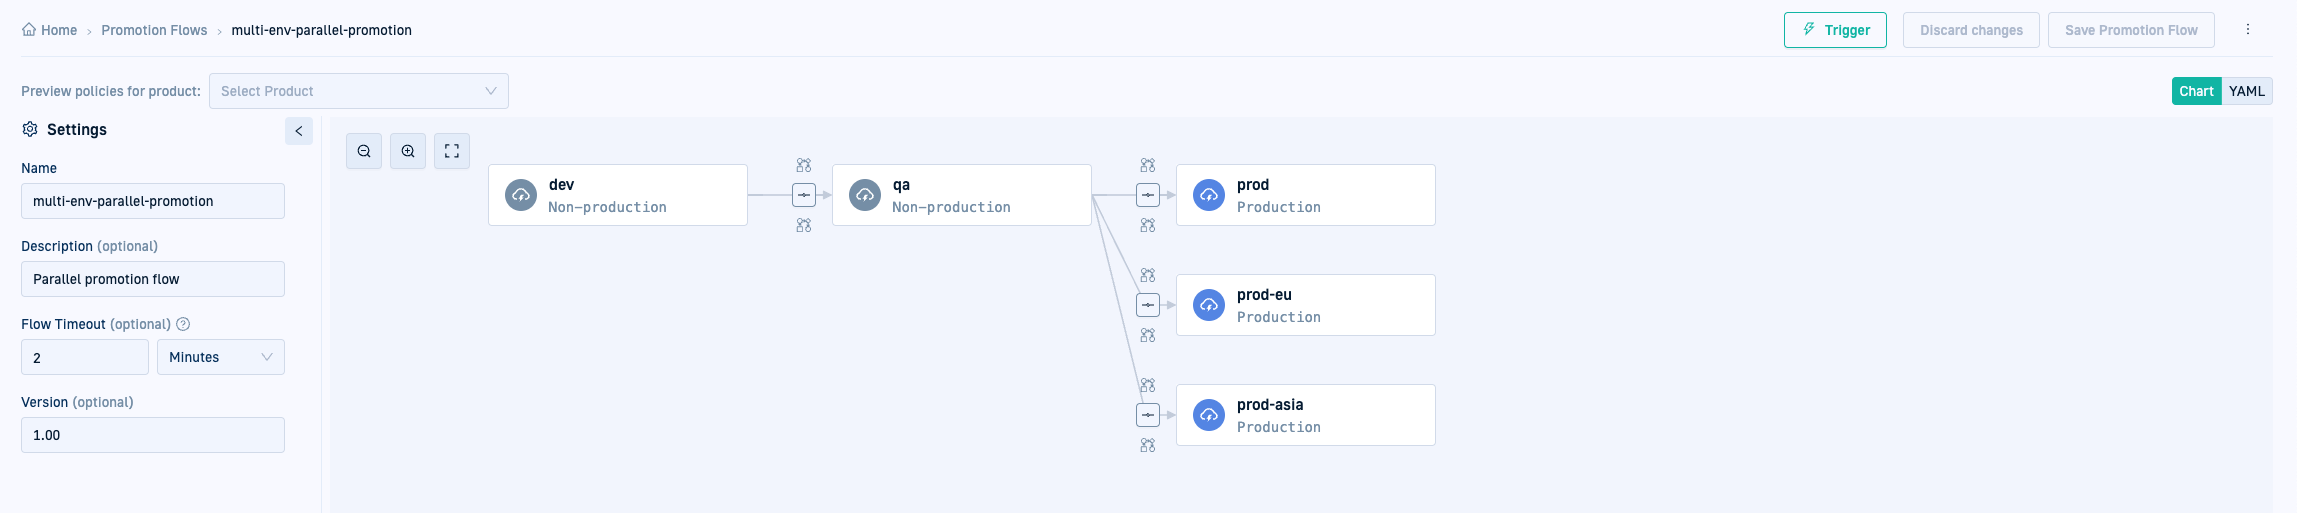 Home › Promotion Flows › multi-env-parallel-promotion
Trigger
Discard changes
Save Promotion Flow
Preview policies for product:
Select Product
Chart
YAML
Settings
Name
multi-env-parallel-promotion
Description (optional)
Parallel promotion flow
Flow Timeout (optional)
2
Minutes
Version (optional)
1.00
dev
Non-production
qa
Non-production
prod
Production
prod-eu
Production
prod-asia
Production